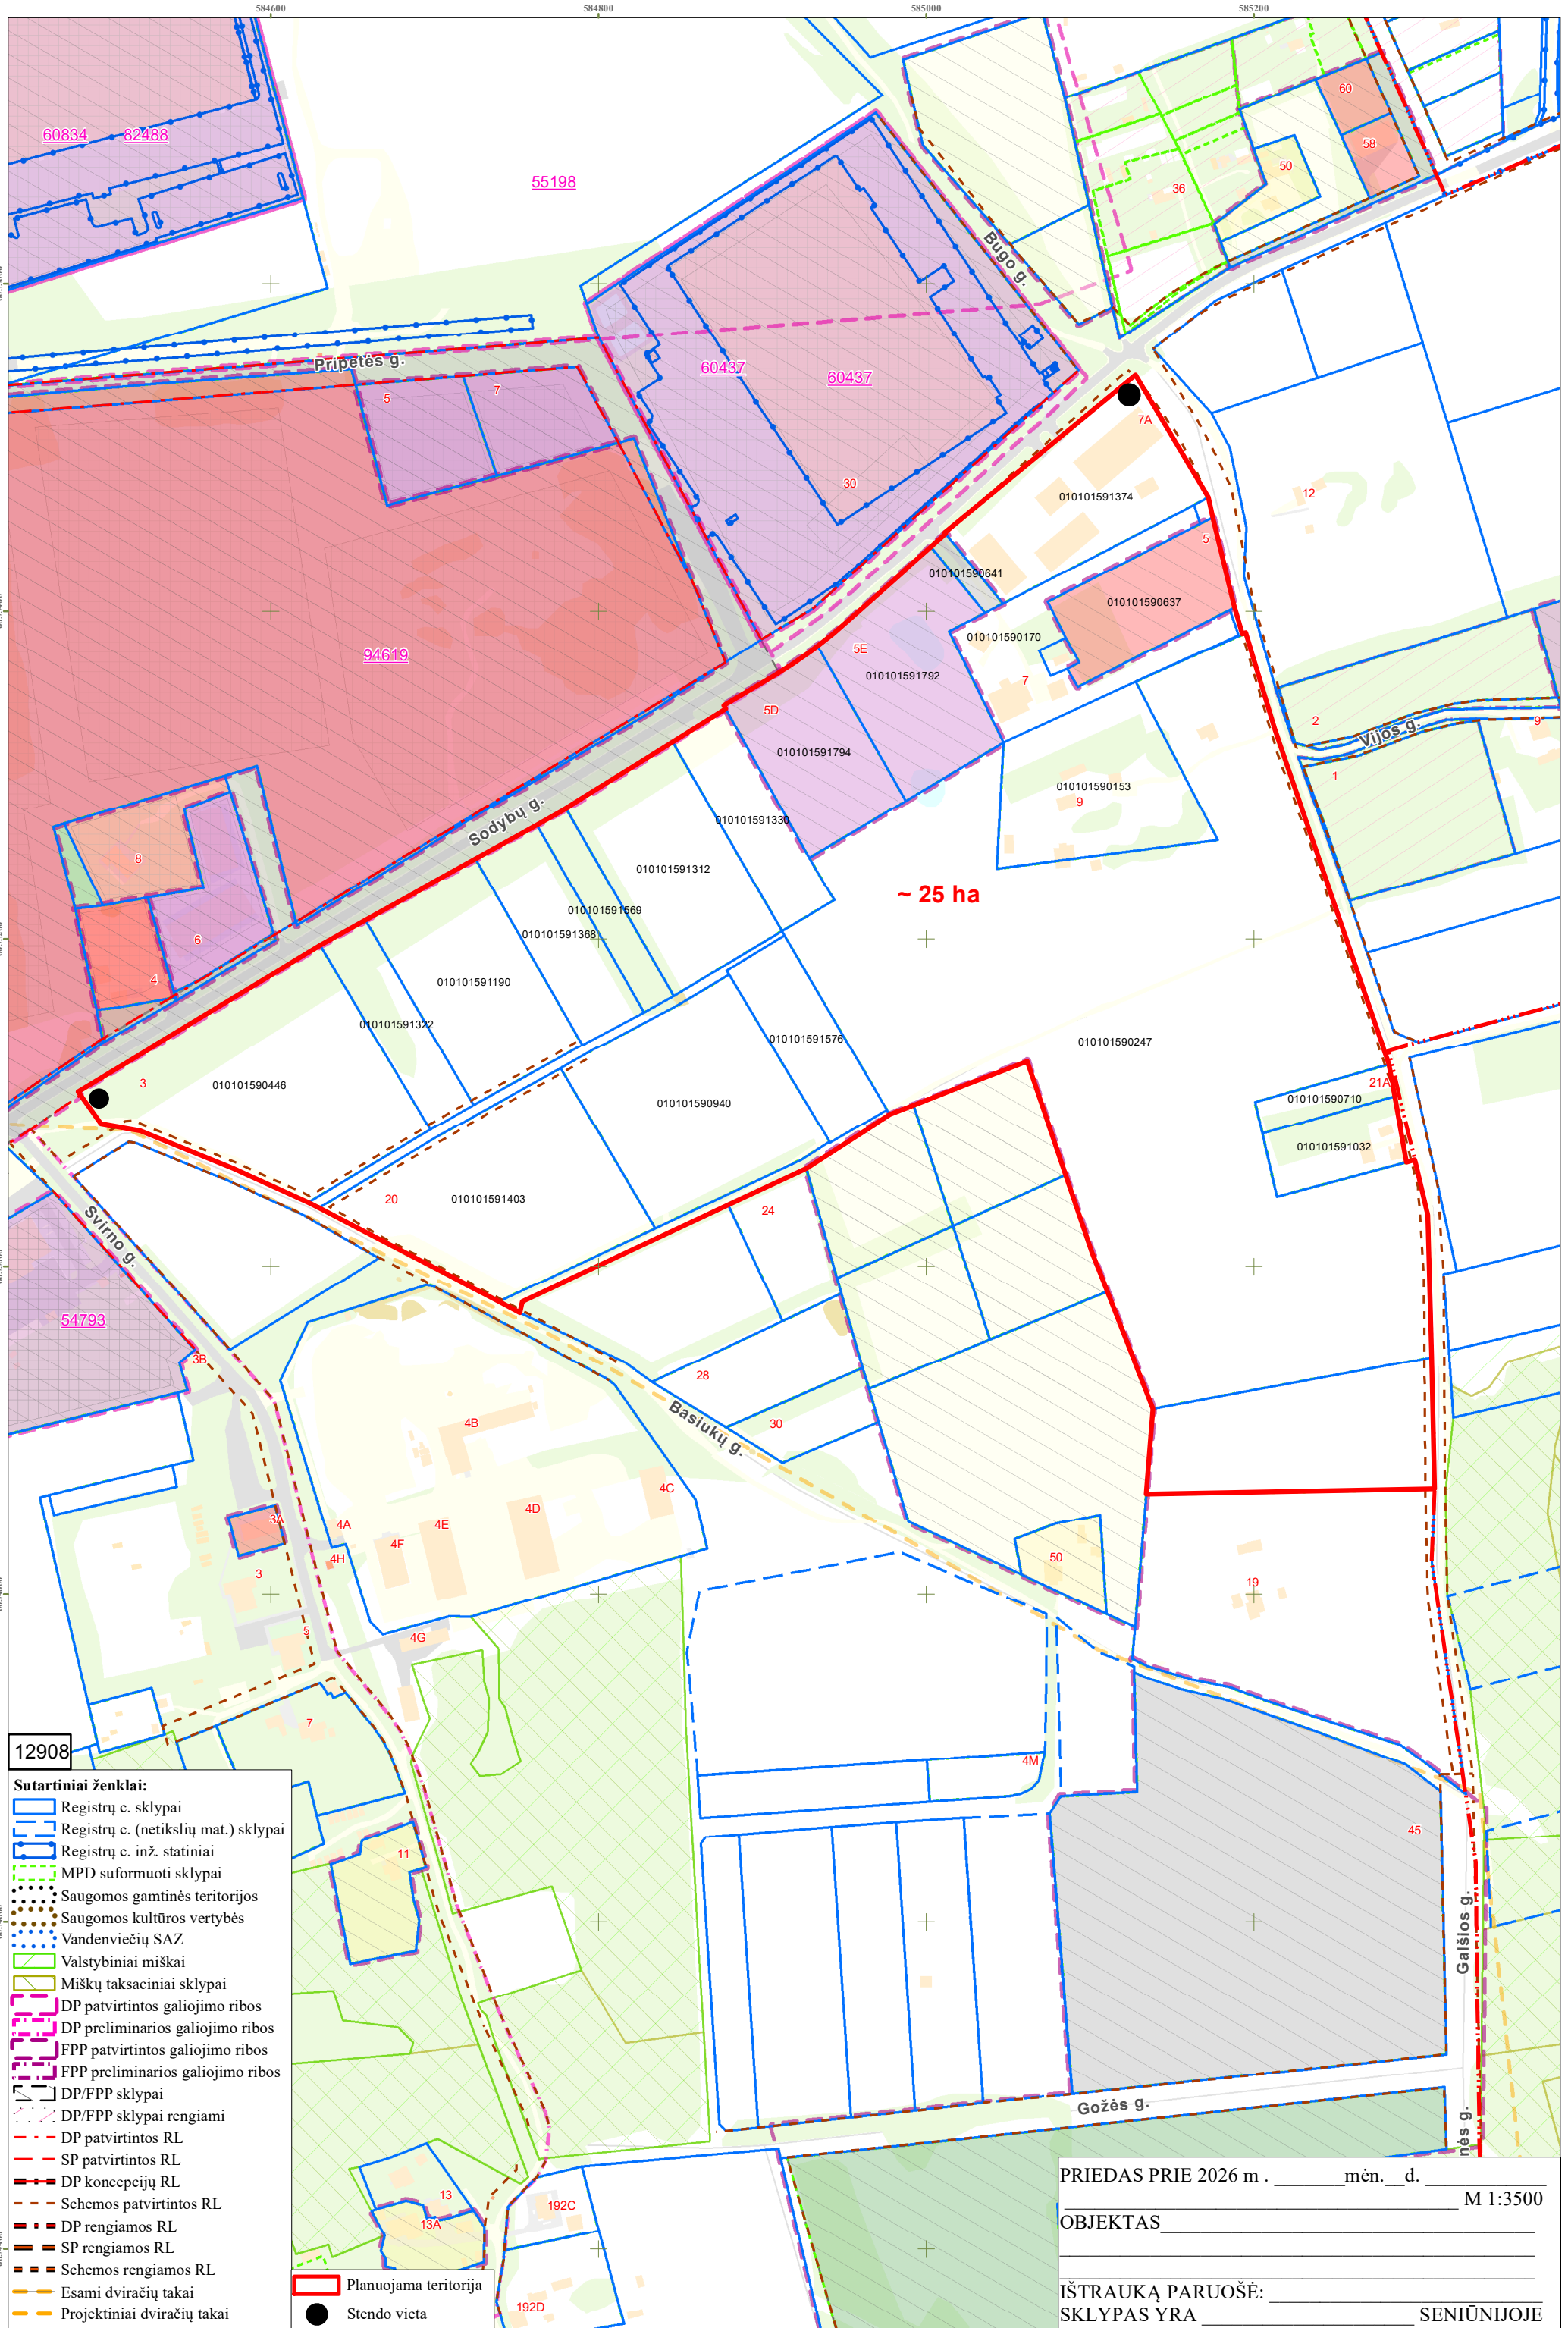 584600
584800
585000
585200
60834
82488
55198
60
58
50
36
Bugo g.
Pripetės g.
5
7
60437
60437
30
7A
12
010101591374
5
010101590641
010101590637
94619
010101590170
5E
010101591792
7
5D
010101591794
2
Vijos g.
9
1
010101590153
9
Sodybų g.
010101591330
8
010101591312
~ 25 ha
010101591569
010101591368
6
4
010101591190
010101591322
010101591576
010101590247
3
010101590446
21A
010101590710
010101590940
010101591032
20
010101591403
24
Svirno g.
54793
3B
28
30
4B
Basiukų g.
4C
4D
4E
4A
4F
4H
3A
3
50
19
5
4G
7
12908
4M
45
11
Galšios g.
Gožės g.
nės g.
13
13A
192C
192D
Sutartiniai ženklai:
Registrų c. sklypai
Registrų c. (netikslių mat.) sklypai
Registrų c. inž. statiniai
MPD suformuoti sklypai
Saugomos gamtinės teritorijos
Saugomos kultūros vertybės
Vandenviečių SAZ
Valstybiniai miškai
Miškų taksaciniai sklypai
DP patvirtintos galiojimo ribos
DP preliminarios galiojimo ribos
FPP patvirtintos galiojimo ribos
FPP preliminarios galiojimo ribos
DP/FPP sklypai
DP/FPP sklypai rengiami
DP patvirtintos RL
SP patvirtintos RL
DP koncepcijų RL
Schemos patvirtintos RL
DP rengiamos RL
SP rengiamos RL
Schemos rengiamos RL
Esami dviračių takai
Projektiniai dviračių takai
Planuojama teritorija
Stendo vieta
PRIEDAS PRIE 2026 m . _______mėn. __d. ____________
M 1:3500
OBJEKTAS
IŠTRAUKĄ PARUOŠĖ:
SKLYPAS YRA ______________________ SENIŪNIJOJE